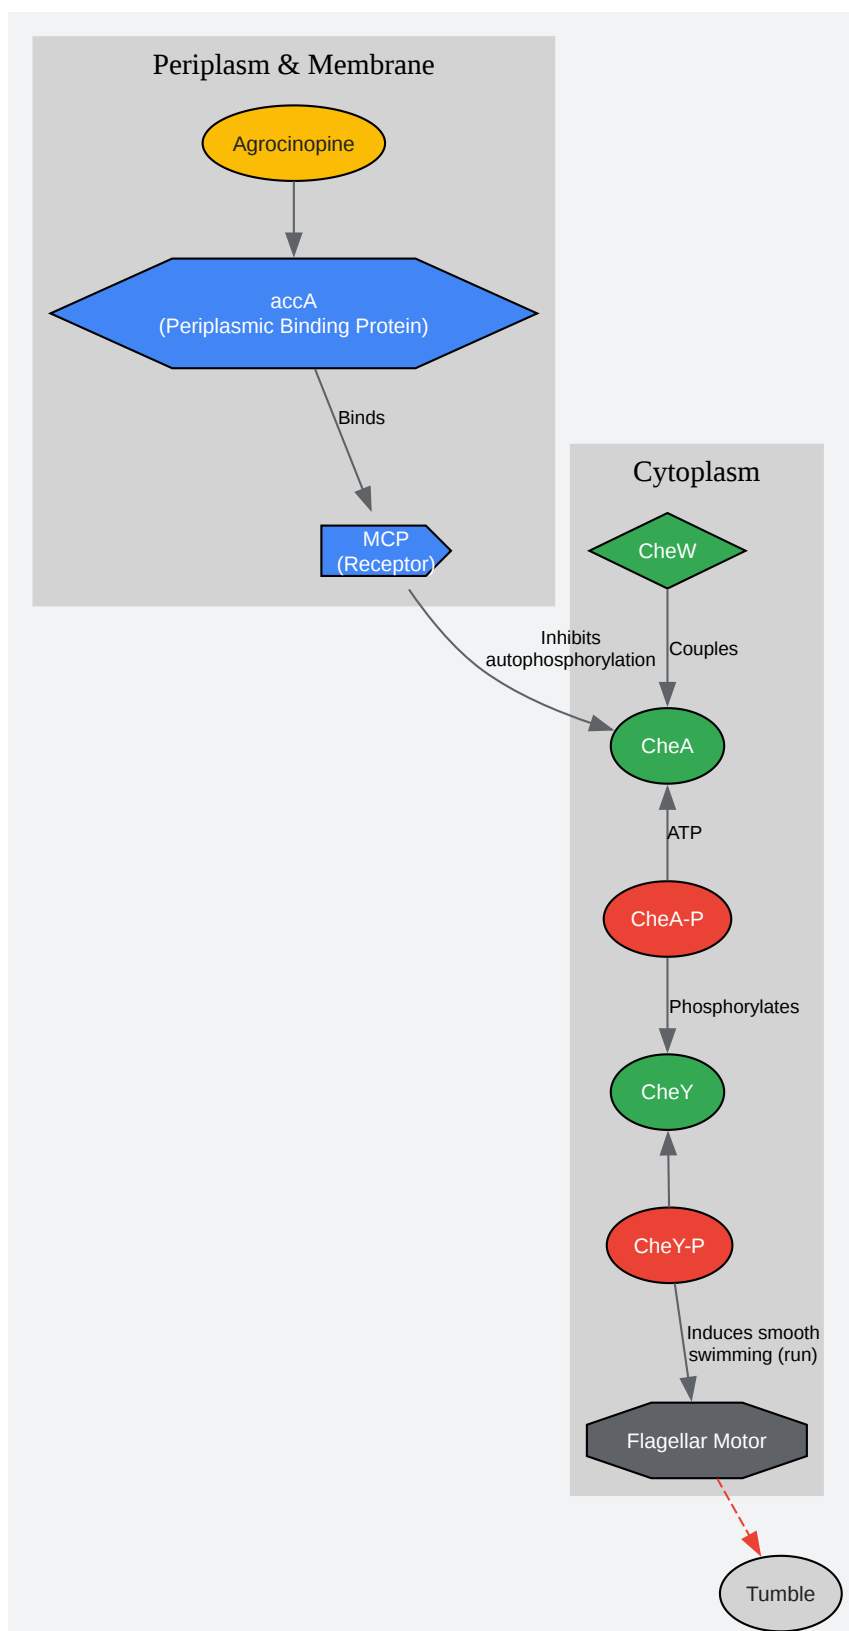 Periplasm & Membrane
Agrocinopine
accA
(Periplasmic Binding Protein)
Binds
MCP
(Receptor)
Cytoplasm
CheW
Inhibits
autophosphorylation
Couples
CheA
ATP
CheA-P
Phosphorylates
CheY
CheY-P
Induces smooth
swimming (run)
Flagellar Motor
Tumble